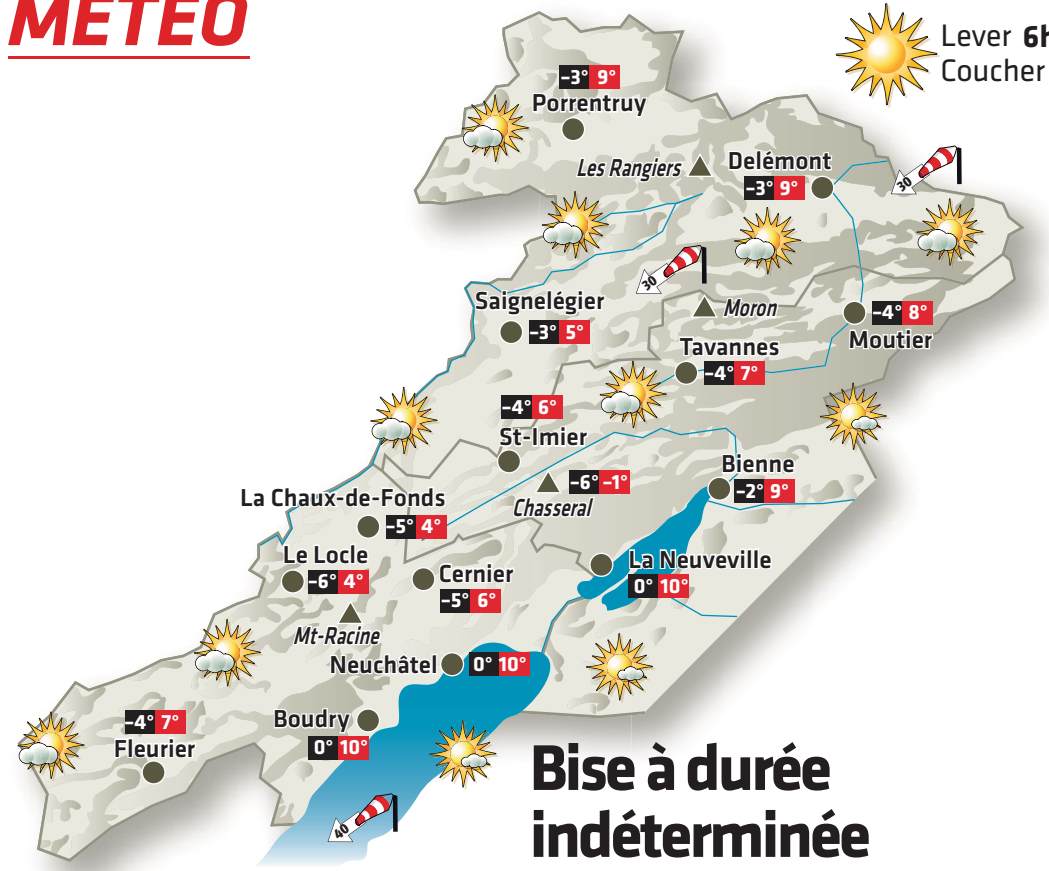 METEO
Lever 6h
Coucher
–3° 9°
Porrentruy
Les Rangiers
Delémont
–3° 9°
30
30
Saignelégier
–3° 5°
Moron
–4° 8°
Moutier
Tavannes
–4° 7°
–4° 6°
St-Imier
Bienne
–2° 9°
–6° –1°
Chasseral
La Chaux-de-Fonds
–5° 4°
Le Locle
–6° 4°
Cernier
–5° 6°
La Neuveville
0° 10°
Mt-Racine
Neuchâtel 0° 10°
–4° 7°
Fleurier
Boudry
0° 10°
40
Bise à durée
indéterminée